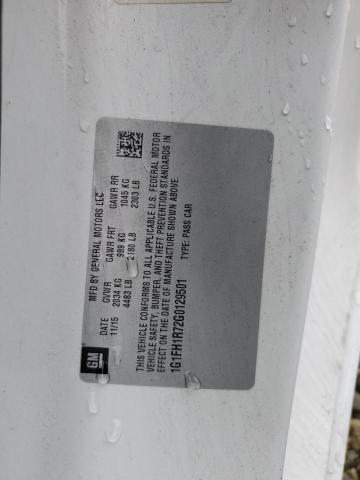 GM
MFD BY GENERAL MOTORS LLC
DATE GVWR GAWR FRT GAWR RR
11/15 2034 KG 989 KG 1045 KG
4483 LB 2180 LB 2303 LB
THIS VEHICLE CONFORMS TO ALL APPLICABLE U.S. FEDERAL MOTOR
VEHICLE SAFETY, BUMPER, AND THEFT PREVENTION STANDARDS IN
EFFECT ON THE DATE OF MANUFACTURE SHOWN ABOVE.
1G1FH1R72G0129501 TYPE: PASS CAR